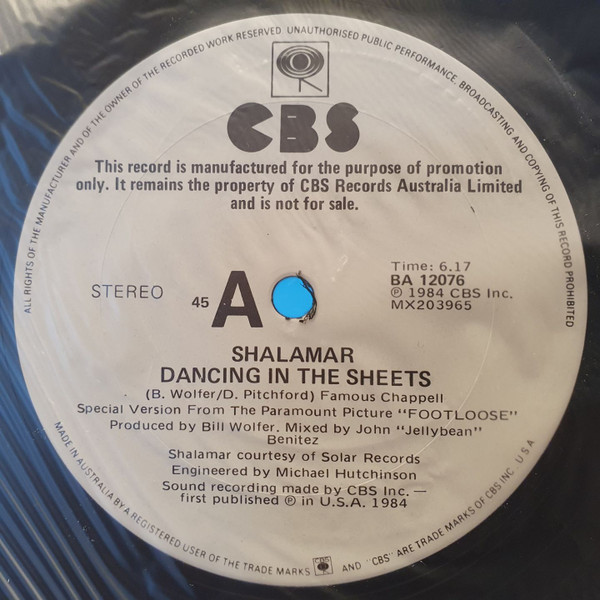 ALL RIGHTS OF THE MANUFACTURER AND OF THE OWNER OF THE RECORDED WORK RESERVED. UNAUTHORISED PUBLIC PERFORMANCE, BROADCASTING AND COPYING OF THIS RECORD PROHIBITED
CBS
This record is manufactured for the purpose of promotion
only. It remains the property of CBS Records Australia Limited
and is not for sale.
STEREO
45 A
Time: 6.17
BA 12076
℗ 1984 CBS Inc.
MX203965
SHALAMAR
DANCING IN THE SHEETS
(B. Wolfer/D. Pitchford) Famous Chappell
Special Version From The Paramount Picture "FOOTLOOSE"
Produced by Bill Wolfer. Mixed by John "Jellybean"
Benitez
Shalamar courtesy of Solar Records
Engineered by Michael Hutchinson
Sound recording made by CBS Inc. —
first published ℗ in U.S.A. 1984
MADE IN AUSTRALIA BY A REGISTERED USER OF THE TRADE MARKS CBS AND "CBS" ARE TRADE MARKS OF CBS INC U S A